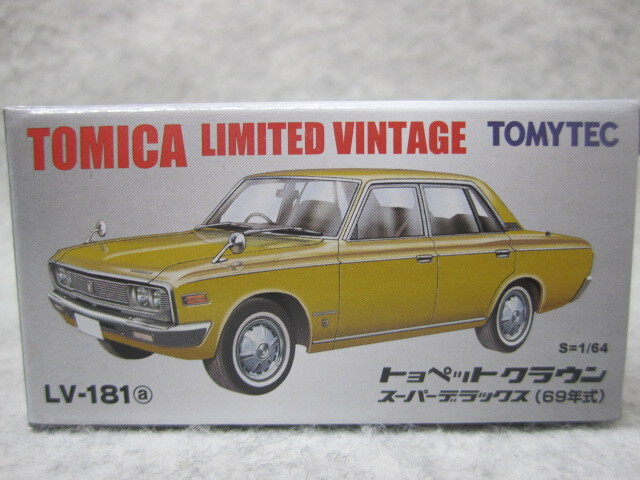 TOMICA LIMITED VINTAGE TOMYTEC
S=1/64
LV-181ⓐ トヨペットクラウン
スーパーデラックス(69年式)